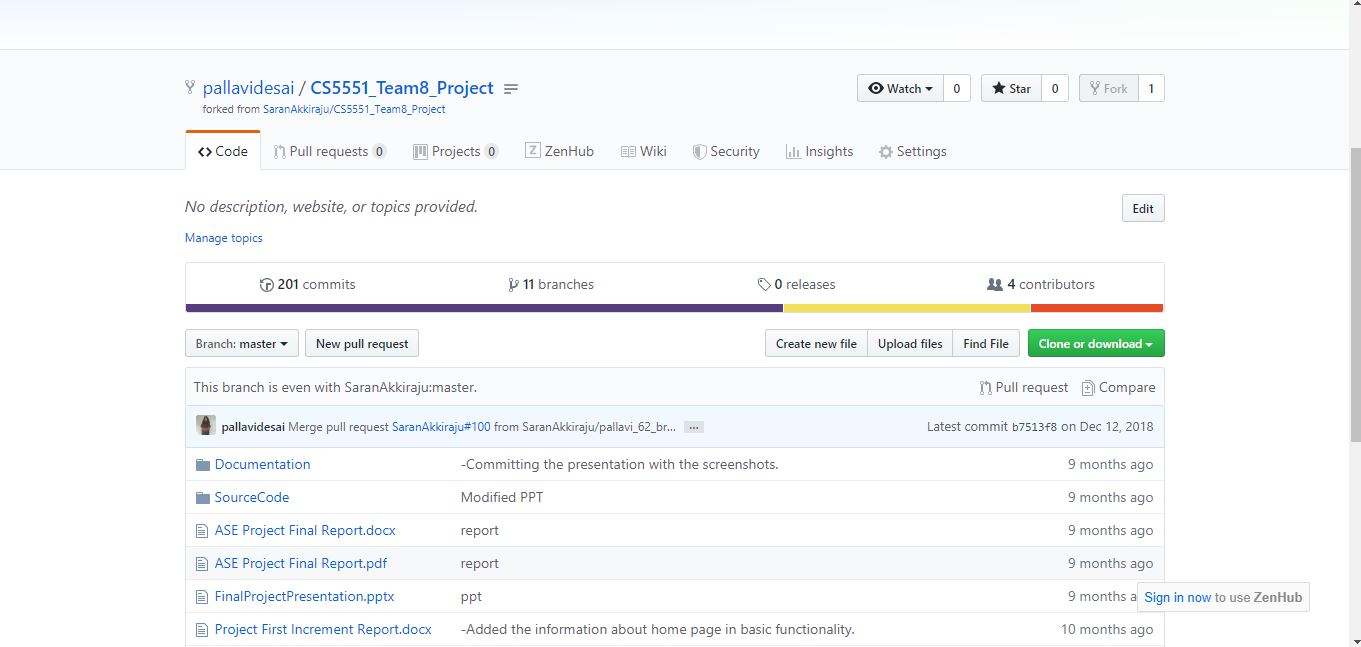 pallavidesai / CS5551_Team8_Project
Watch 0 Star 0 Fork 1
forked from SaranAkkiraju/CS5551_Team8_Project
Code Pull requests 0 Projects 0 ZenHub Wiki Security Insights Settings
No description, website, or topics provided.
Edit
Manage topics
201 commits 11 branches 0 releases 4 contributors
Branch: master New pull request Create new file Upload files Find File Clone or download
This branch is even with SaranAkkiraju:master. Pull request Compare
pallavidesai Merge pull request SaranAkkiraju#100 from SaranAkkiraju/pallavi_62_br... ... Latest commit b7513f8 on Dec 12, 2018
Documentation -Committing the presentation with the screenshots. 9 months ago
SourceCode Modified PPT 9 months ago
ASE Project Final Report.docx report 9 months ago
ASE Project Final Report.pdf report 9 months ago
FinalProjectPresentation.pptx ppt 9 months a
Sign in now to use ZenHub
Project First Increment Report.docx -Added the information about home page in basic functionality. 10 months ago